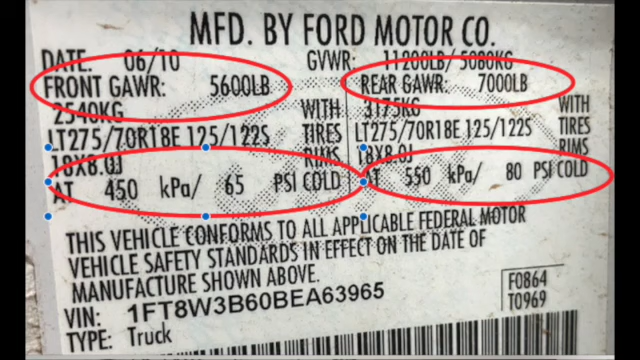 MFD. BY FORD MOTOR CO.
DATE: 06/10 GVWR: 11200LB/ 5080KG
FRONT GAWR: 5600LB REAR GAWR: 7000LB
2540KG WITH 3175KG WITH
LT275/70R18E 125/122S TIRES LT275/70R18E 125/122S TIRES
18X8.0J RIMS 18X8.0J RIMS
AT 450 kPa/ 65 PSI COLD AT 550 kPa/ 80 PSI COLD
THIS VEHICLE CONFORMS TO ALL APPLICABLE FEDERAL MOTOR
VEHICLE SAFETY STANDARDS IN EFFECT ON THE DATE OF
MANUFACTURE SHOWN ABOVE.
F0864
VIN: 1FT8W3B60BEA63965 T0969
TYPE: Truck